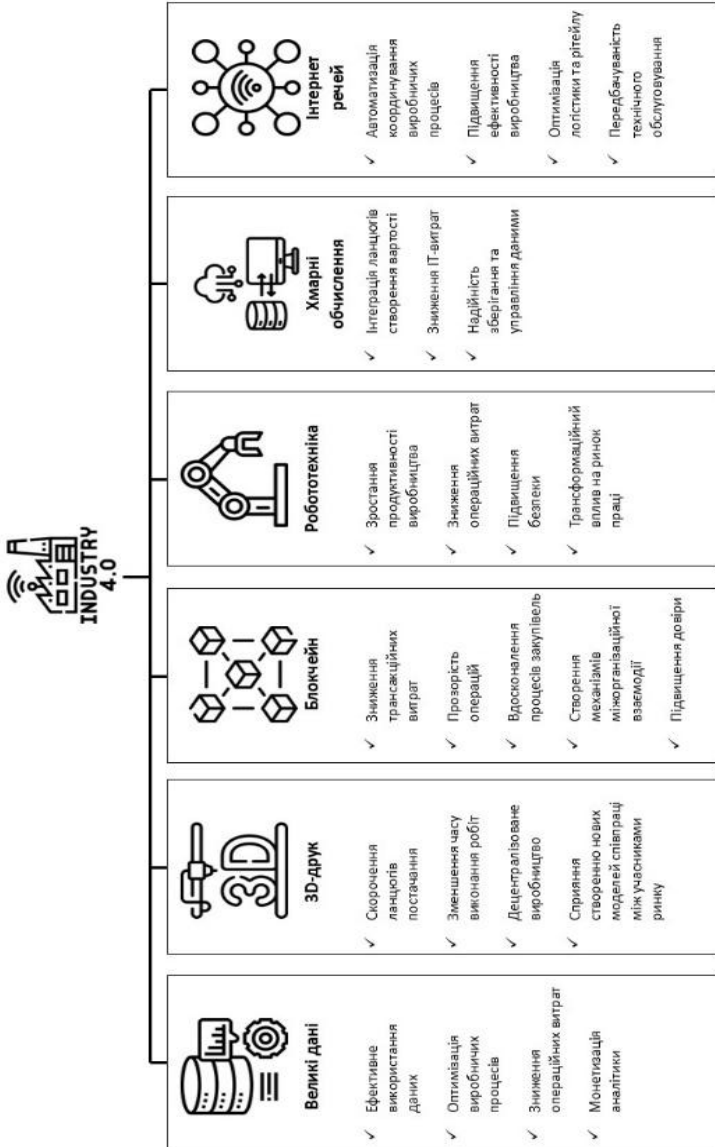 INDUSTRY
4.0
Великі дані
✓ Ефективне
використання
даних
✓ Оптимізація
виробничих
процесів
✓ Зниження
операційних витрат
✓ Монетизація
аналітики
3D
3D-друк
✓ Скорочення
ланцюгів
постачання
✓ Зменшення часу
виконання робіт
✓ Децентралізоване
виробництво
✓ Сприяння
створенню нових
моделей співпраці
між учасниками
ринку
Блокчейн
✓ Зниження
трансакційних
витрат
✓ Прозорість
операцій
✓ Вдосконалення
процесів закупівель
✓ Створення
механізмів
міжорганізаційної
взаємодії
✓ Підвищення довіри
Робототехніка
✓ Зростання
продуктивності
виробництва
✓ Зниження
операційних витрат
✓ Підвищення
безпеки
✓ Трансформаційний
вплив на ринок
праці
Хмарні
обчислення
✓ Інтеграція ланцюгів
створення вартості
✓ Зниження ІТ-витрат
✓ Надійність
зберігання та
управління даними
Інтернет
речей
✓ Автоматизація
координування
виробничих
процесів
✓ Підвищення
ефективності
виробництва
✓ Оптимізація
логістики та рітейлу
✓ Передбачуваність
технічного
обслуговування